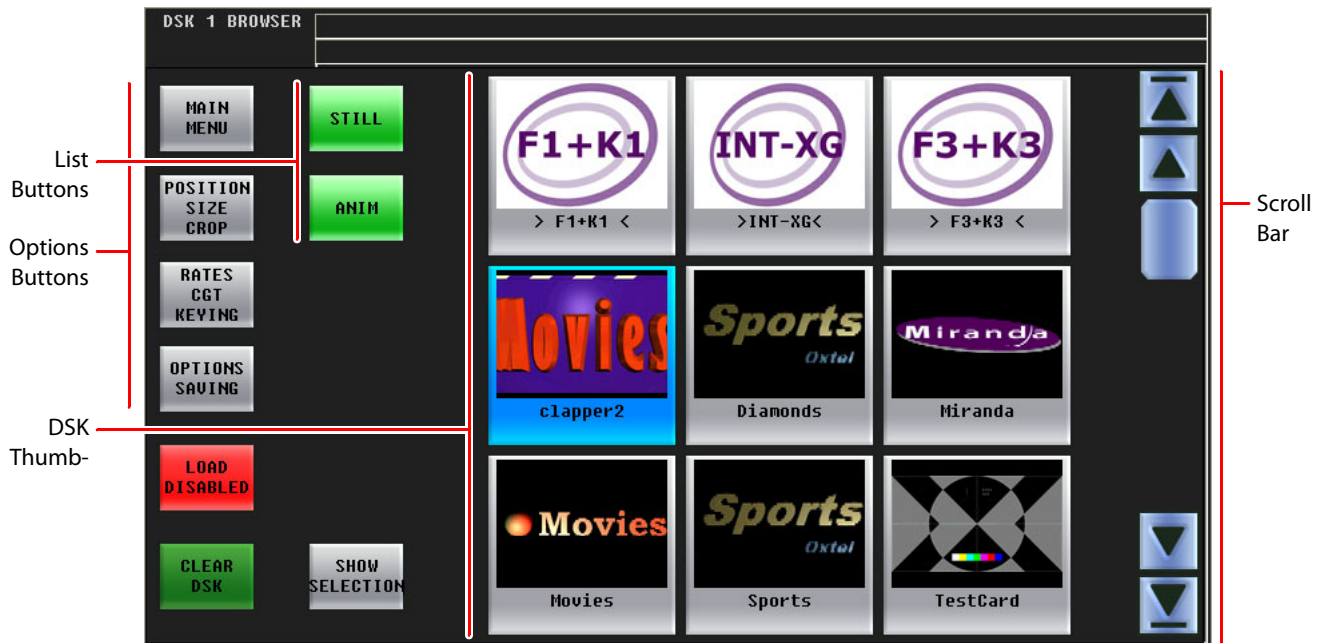 DSK 1 BROWSER
MAIN
MENU
STILL
List
Buttons
POSITION
SIZE
CROP
ANIM
Options
Buttons
RATES
CGT
KEYING
OPTIONS
SAVING
DSK
Thumb-
LOAD
DISABLED
CLEAR
DSK
SHOW
SELECTION
F1+K1
INT-XG
F3+K3
> F1+K1 <
>INT-XG<
> F3+K3 <
Movies
Sports
Oxtel
Miranda
clapper2
Diamonds
Miranda
Movies
Sports
Oxtel
Movies
Sports
TestCard
Scroll
Bar